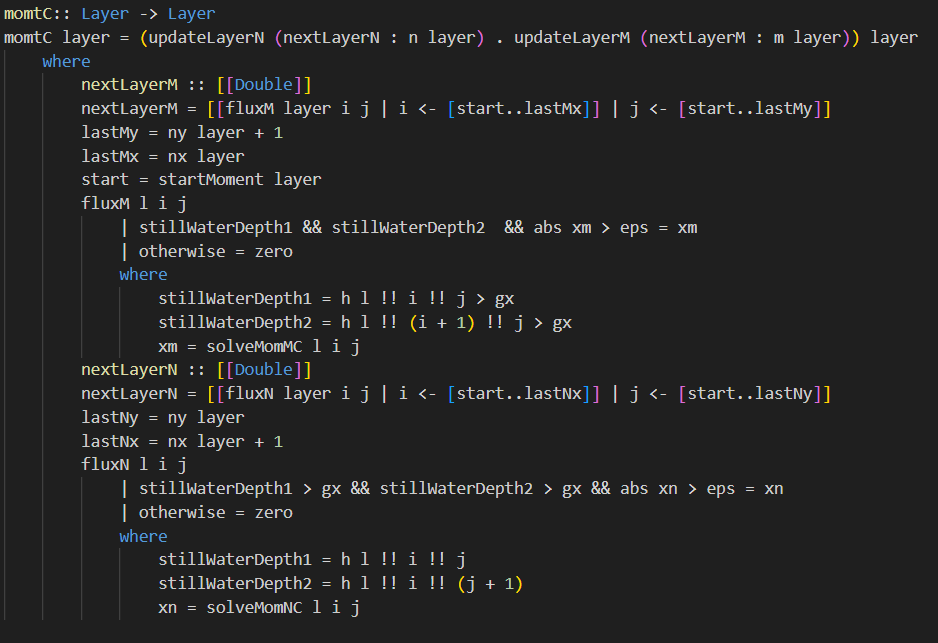 momtC:: Layer -> Layer
momtC layer = (updateLayerN (nextLayerN : n layer) . updateLayerM (nextLayerM : m layer)) layer
    where
        nextLayerM :: [[Double]]
        nextLayerM = [[fluxM layer i j | i <- [start..lastMx]] | j <- [start..lastMy]]
        lastMy = ny layer + 1
        lastMx = nx layer
        start = startMoment layer
        fluxM l i j
            | stillWaterDepth1 && stillWaterDepth2  && abs xm > eps = xm
            | otherwise = zero
            where
                stillWaterDepth1 = h l !! i !! j > gx
                stillWaterDepth2 = h l !! (i + 1) !! j > gx
                xm = solveMomMC l i j
        nextLayerN :: [[Double]]
        nextLayerN = [[fluxN layer i j | i <- [start..lastNx]] | j <- [start..lastNy]]
        lastNy = ny layer
        lastNx = nx layer + 1
        fluxN l i j
            | stillWaterDepth1 > gx && stillWaterDepth2 > gx && abs xn > eps = xn
            | otherwise = zero
            where
                stillWaterDepth1 = h l !! i !! j
                stillWaterDepth2 = h l !! i !! (j + 1)
                xn = solveMomNC l i j